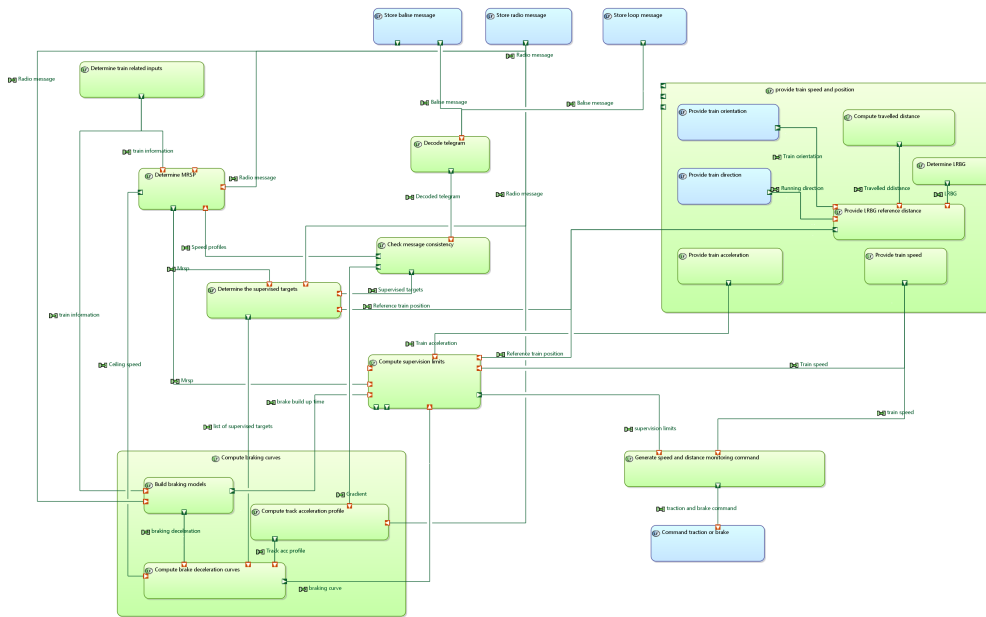 Store balise message
Store radio message
Store loop message
Radio message
Determine train related inputs
Radio message
provide train speed and position
Balise message
Balise message
Provide train orientation
Compute travelled distance
Decode telegram
train information
Train orientation
Determine LRBG
Determine MRSP
Radio message
Provide train direction
Running direction
Travelled ddistance
LRBG
Decoded telegram
Radio message
Provide LRBG reference distance
Speed profiles
Check message consistency
Provide train acceleration
Provide train speed
Mrsp
Determine the supervised targets
Supervised targets
Reference train position
train information
Train acceleration
Reference train position
Compute supervision limits
Ceiling speed
Train speed
Mrsp
brake build up time
train speed
list of supervised targets
supervision limits
Compute braking curves
Generate speed and distance monitoring command
Build braking models
Gradient
Compute track acceleration profile
traction and brake command
braking deceleration
Command traction or brake
Track acc profile
Compute brake deceleration curves
braking curve